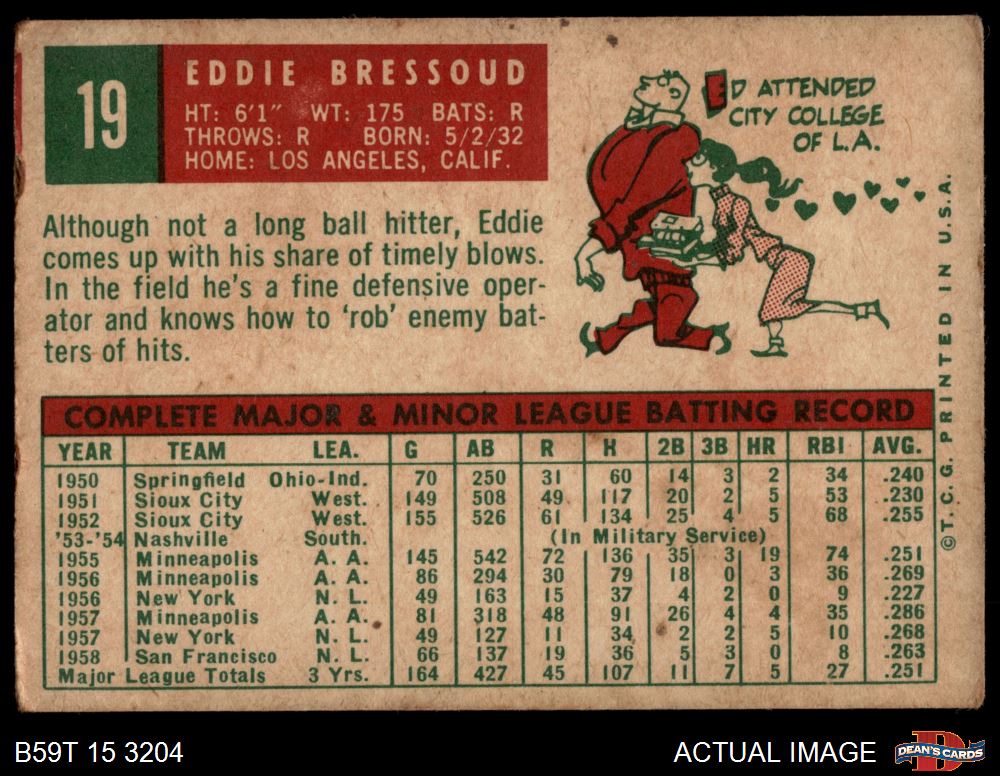 19
EDDIE BRESSOUD
HT: 6'1" WT: 175 BATS: R
THROWS: R BORN: 5/2/32
HOME: LOS ANGELES, CALIF.
ED ATTENDED
CITY COLLEGE
OF L.A.
Although not a long ball hitter, Eddie
comes up with his share of timely blows.
In the field he's a fine defensive oper-
ator and knows how to 'rob' enemy bat-
ters of hits.
COMPLETE MAJOR & MINOR LEAGUE BATTING RECORD
YEAR TEAM LEA. G AB R H 2B 3B HR RBI AVG.
1950 Springfield Ohio-Ind. 70 250 31 60 14 3 2 34 .240
1951 Sioux City West. 149 508 49 117 20 2 5 53 .230
1952 Sioux City West. 155 526 61 134 25 4 5 68 .255
'53-'54 Nashville South. (In Military Service)
1955 Minneapolis A. A. 145 542 72 136 35 3 19 74 .251
1956 Minneapolis A. A. 86 294 30 79 18 0 3 36 .269
1956 New York N. L. 49 163 15 37 4 2 0 9 .227
1957 Minneapolis A. A. 81 318 48 91 26 4 4 35 .286
1957 New York N. L. 49 127 11 34 2 2 5 10 .268
1958 San Francisco N. L. 66 137 19 36 5 3 0 8 .263
Major League Totals 3 Yrs. 164 427 45 107 11 7 5 27 .251
©T. C. G. PRINTED IN U.S.A.
B59T 15 3204
ACTUAL IMAGE
DEAN'S CARDS